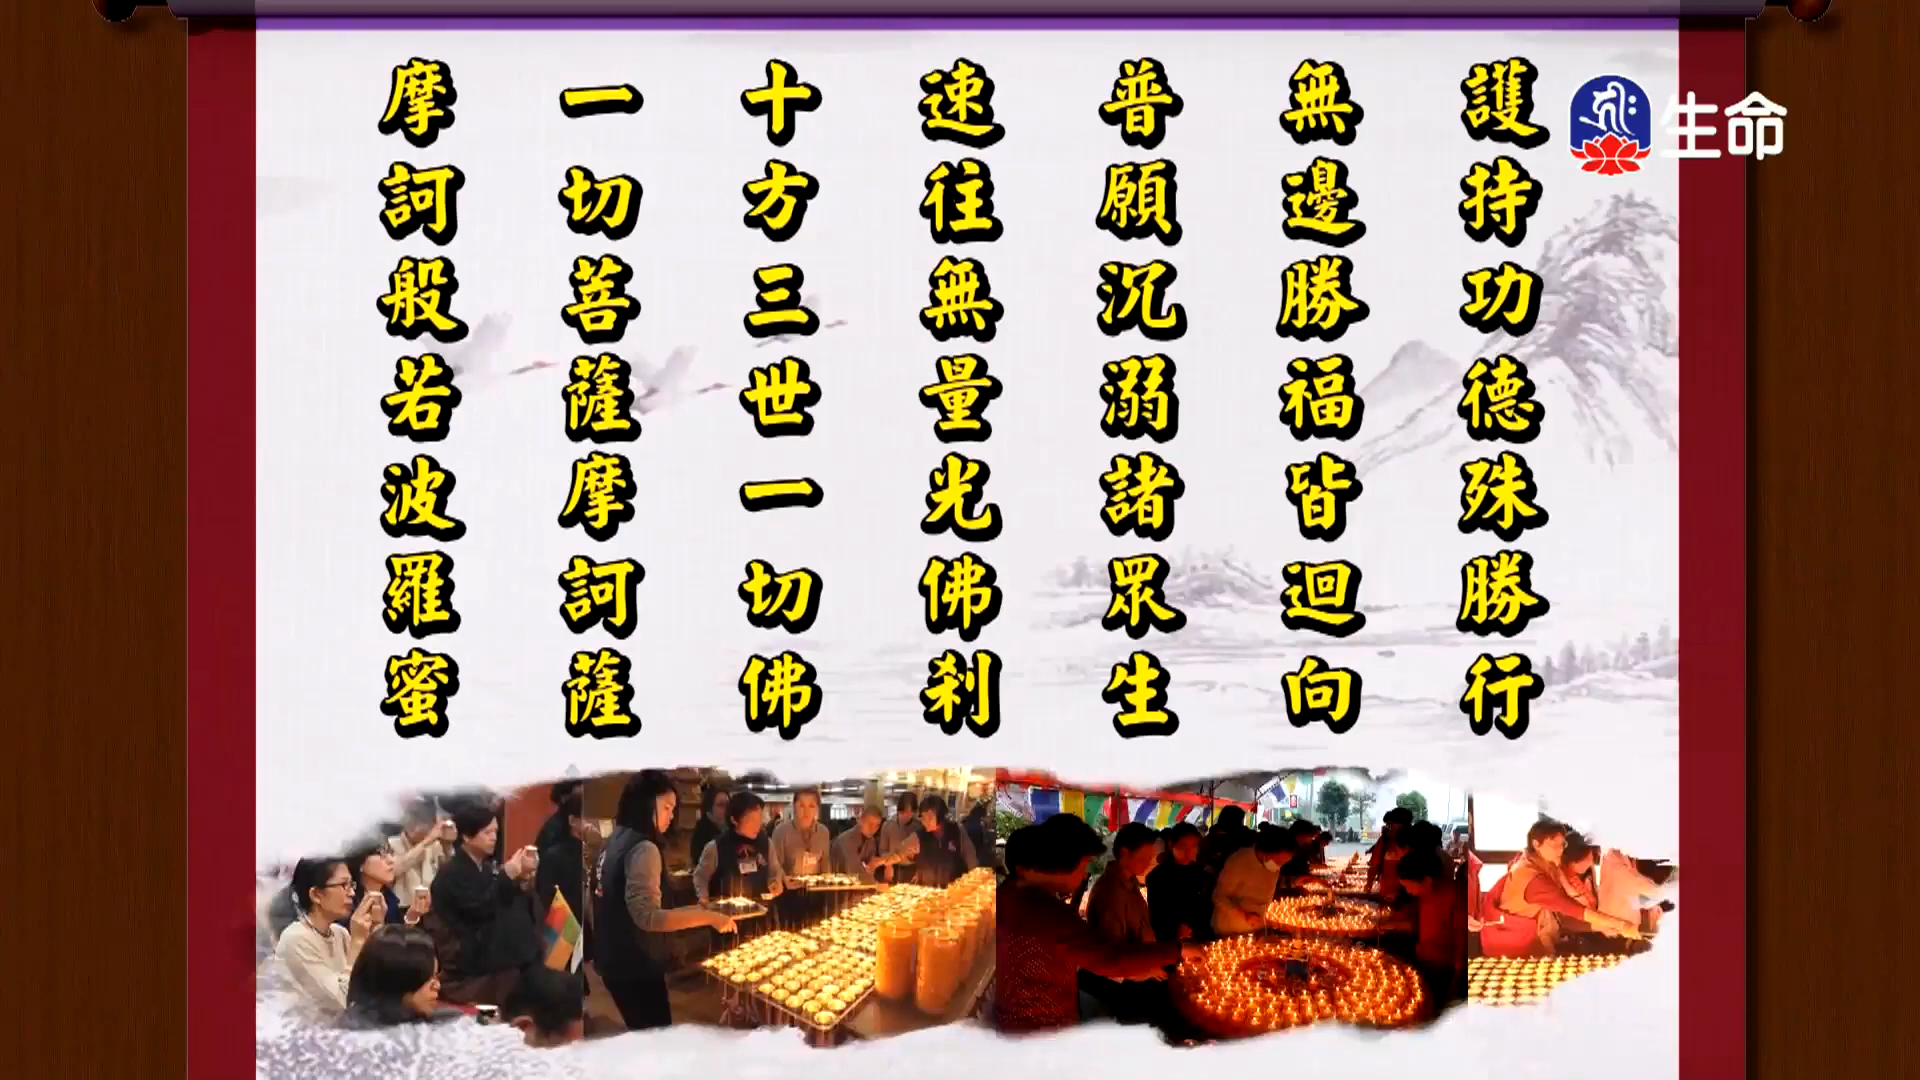 護持功德殊勝行
無邊勝福皆迴向
普願沉溺諸眾生
速往無量光佛刹
十方三世一切佛
一切菩薩摩訶薩
摩訶般若波羅蜜
生命